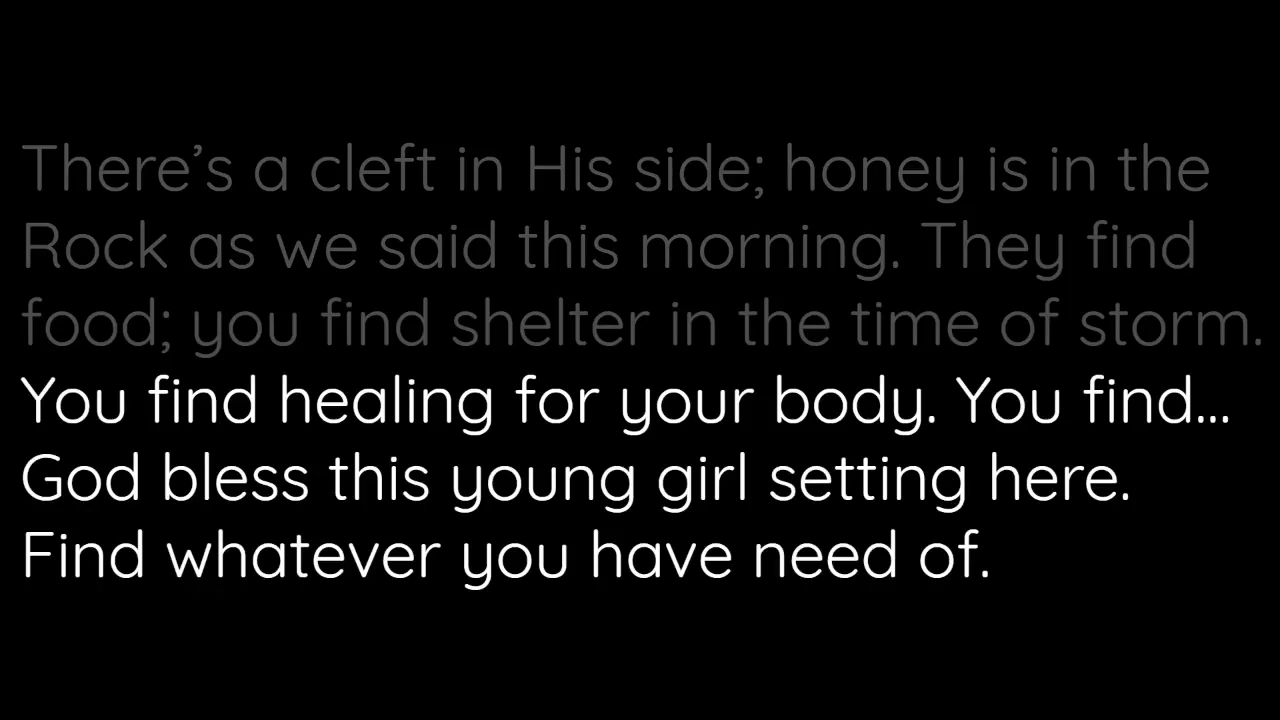 There’s a cleft in His side; honey is in the
Rock as we said this morning. They find
food; you find shelter in the time of storm.
You find healing for your body. You find...
God bless this young girl setting here.
Find whatever you have need of.